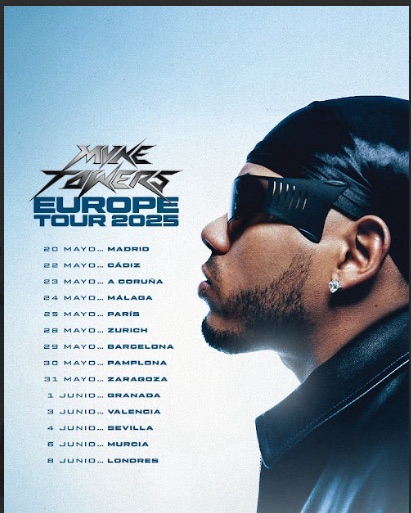 MYKE
TOWERS
EUROPE
TOUR 2025
20 MAYO... MADRID
22 MAYO... CÁDIZ
23 MAYO... A CORUÑA
24 MAYO... MÁLAGA
25 MAYO... PARÍS
28 MAYO... ZURICH
29 MAYO... BARCELONA
30 MAYO... PAMPLONA
31 MAYO... ZARAGOZA
1 JUNIO... GRANADA
3 JUNIO... VALENCIA
4 JUNIO... SEVILLA
6 JUNIO... MURCIA
8 JUNIO... LONDRES